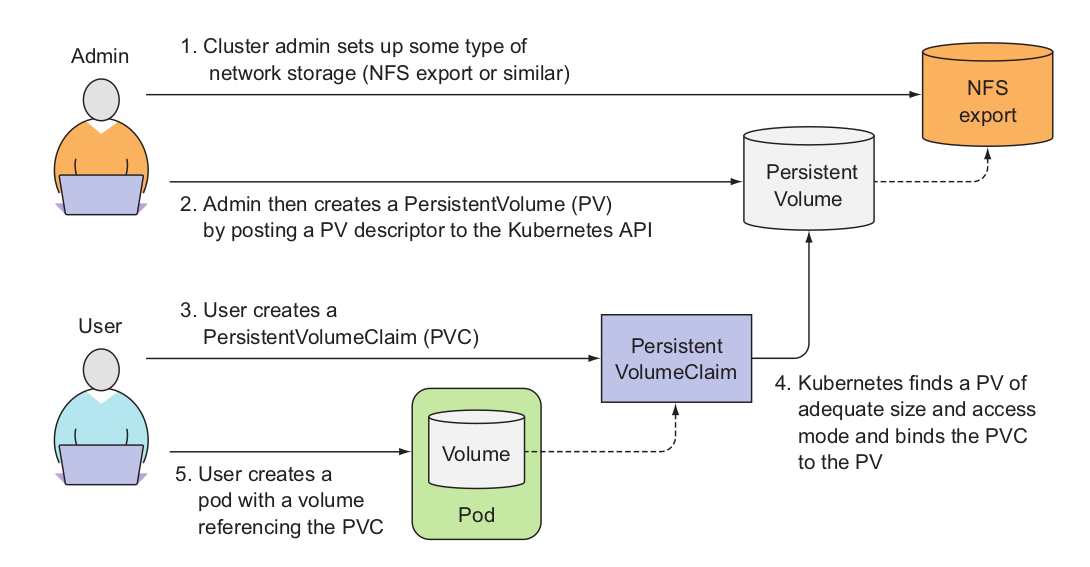 Admin
1. Cluster admin sets up some type of
network storage (NFS export or similar)
NFS
export
Persistent
Volume
2. Admin then creates a PersistentVolume (PV)
by posting a PV descriptor to the Kubernetes API
User
3. User creates a
PersistentVolumeClaim (PVC)
Persistent
VolumeClaim
4. Kubernetes finds a PV of
adequate size and access
mode and binds the PVC
to the PV
Volume
Pod
5. User creates a
pod with a volume
referencing the PVC